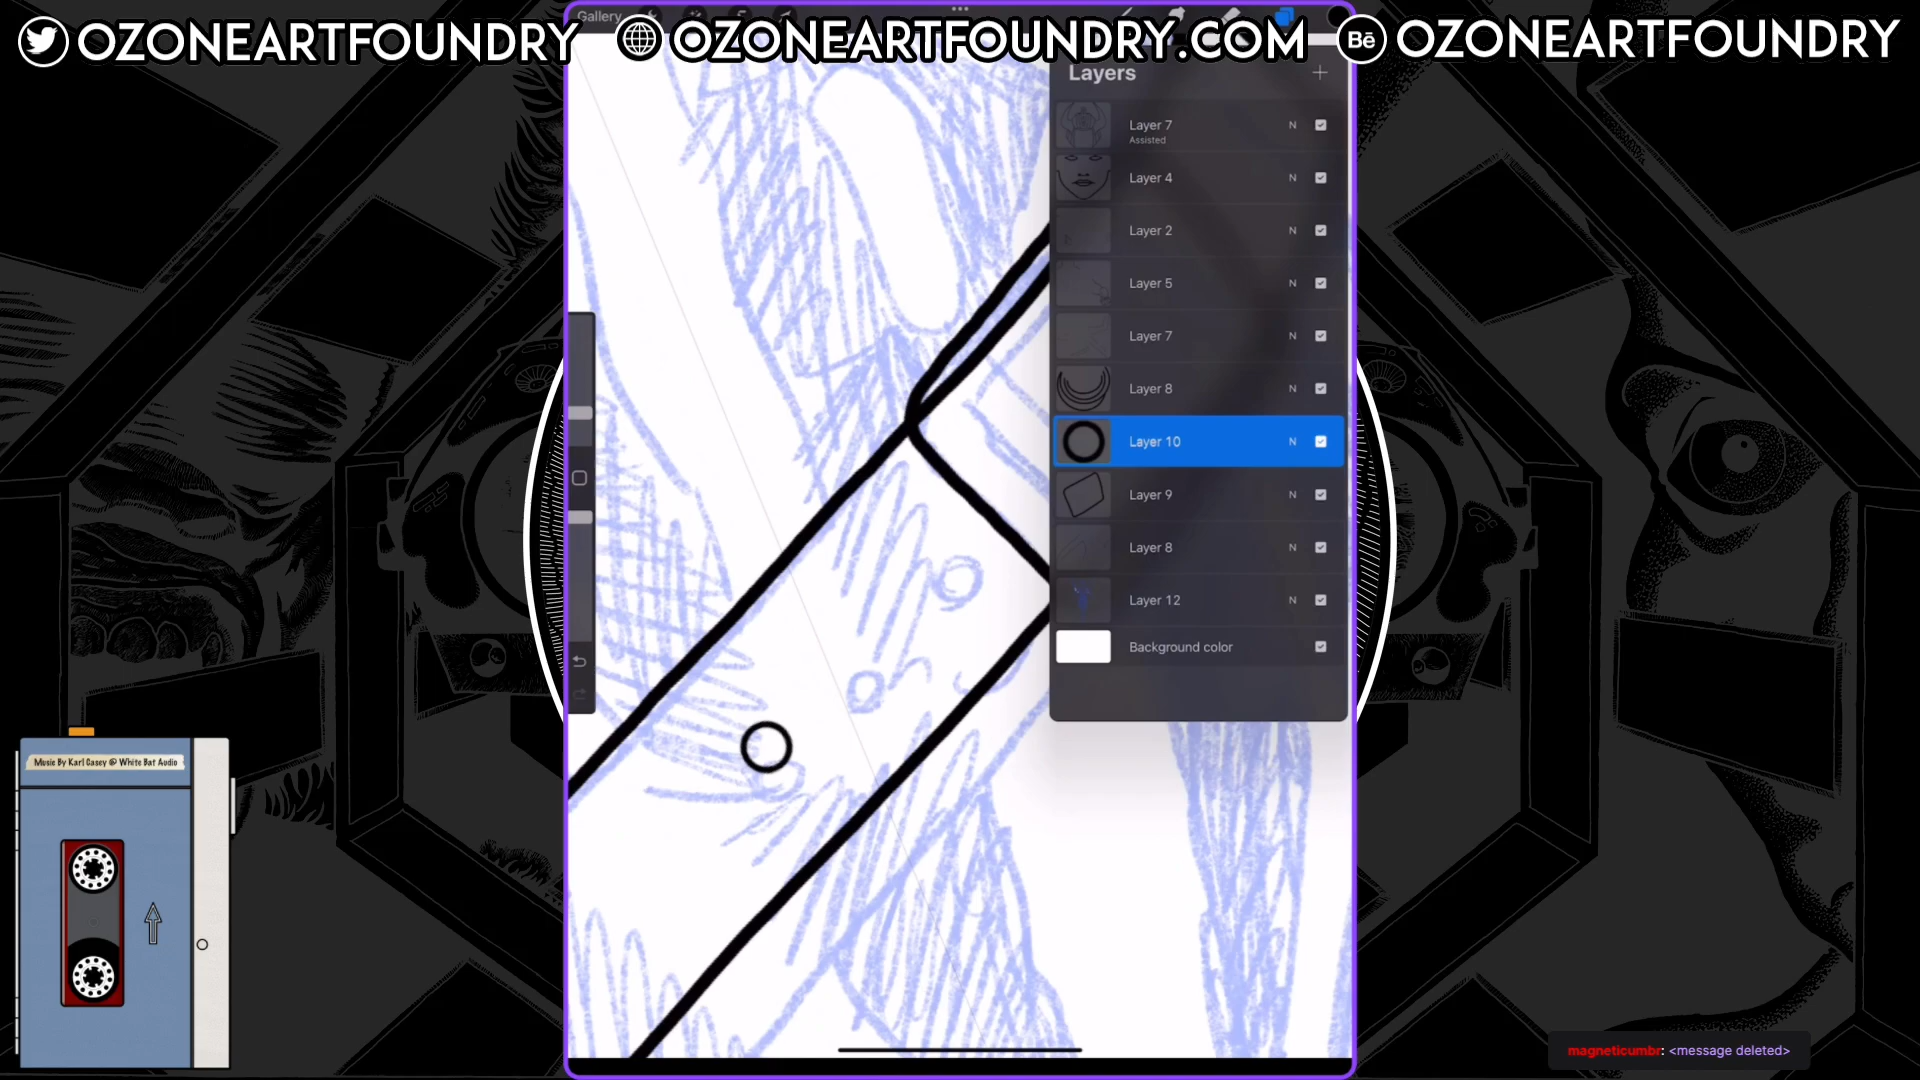 OZONEARTFOUNDRY OZONEARTFOUNDRY.COM Bē OZONEARTFOUNDRY
Gallery
Layers
Layer 7 N
Assisted
Layer 4 N
Layer 2 N
Layer 5 N
Layer 7 N
Layer 8 N
Layer 10 N
Layer 9 N
Layer 8 N
Layer 12 N
Background color
Music By Karl Casey @ White Bat Audio
magneticumbr: <message deleted>